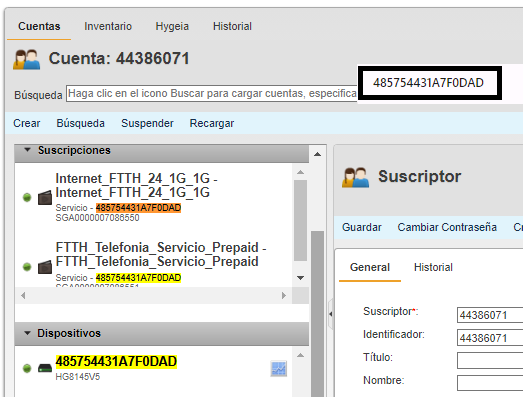 Cuentas Inventario Hygeia Historial
Cuenta: 44386071
485754431A7F0DAD
Búsqueda Haga clic en el icono Buscar para cargar cuentas, especifica
Crear Búsqueda Suspender Recargar
Suscripciones
Internet_FTTH_24_1G_1G -
Internet_FTTH_24_1G_1G
Servicio - 485754431A7F0DAD
SGA0000007086550
FTTH_Telefonia_Servicio_Prepaid -
FTTH_Telefonia_Servicio_Prepaid
Servicio - 485754431A7F0DAD
SGA0000007086551
Dispositivos
485754431A7F0DAD
HG8145V5
Suscriptor
Guardar Cambiar Contraseña
General Historial
Suscriptor*: 44386071
Identificador: 44386071
Título:
Nombre: